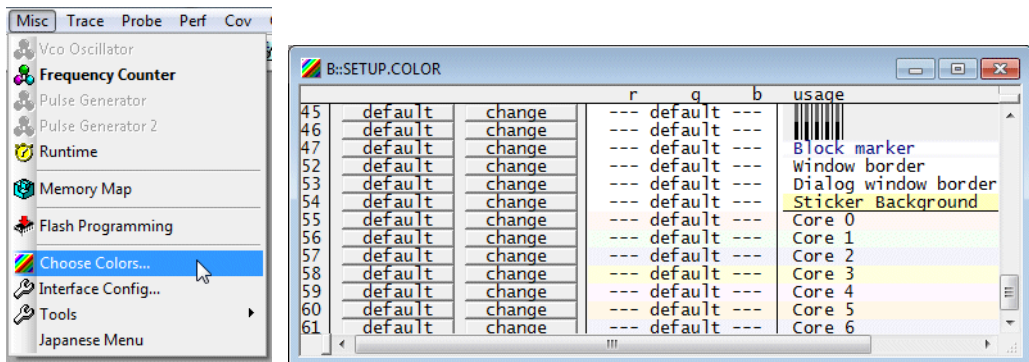 Misc Trace Probe Perf Cov
Vco Oscillator
Frequency Counter
Pulse Generator
Pulse Generator 2
Runtime
Memory Map
Flash Programming
Choose Colors...
Interface Config...
Tools
Japanese Menu
B::SETUP.COLOR
r g b usage
45 default change --- default ---
46 default change --- default ---
47 default change --- default --- Block marker
52 default change --- default --- Window border
53 default change --- default --- Dialog window border
54 default change --- default --- Sticker Background
55 default change --- default --- Core 0
56 default change --- default --- Core 1
57 default change --- default --- Core 2
58 default change --- default --- Core 3
59 default change --- default --- Core 4
60 default change --- default --- Core 5
61 default change --- default --- Core 6